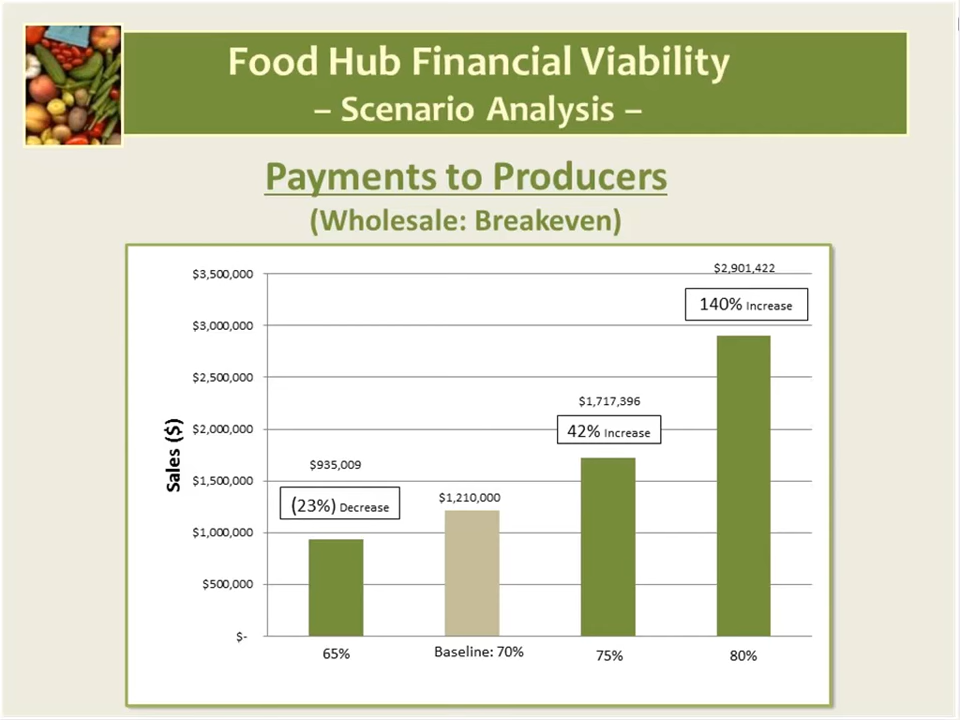 Food Hub Financial Viability
– Scenario Analysis –
Payments to Producers
(Wholesale: Breakeven)
Sales ($)
$3,500,000
$3,000,000
$2,500,000
$2,000,000
$1,500,000
$1,000,000
$500,000
$-
$935,009
(23%) Decrease
$1,210,000
$1,717,396
42% Increase
$2,901,422
140% Increase
65%
Baseline: 70%
75%
80%